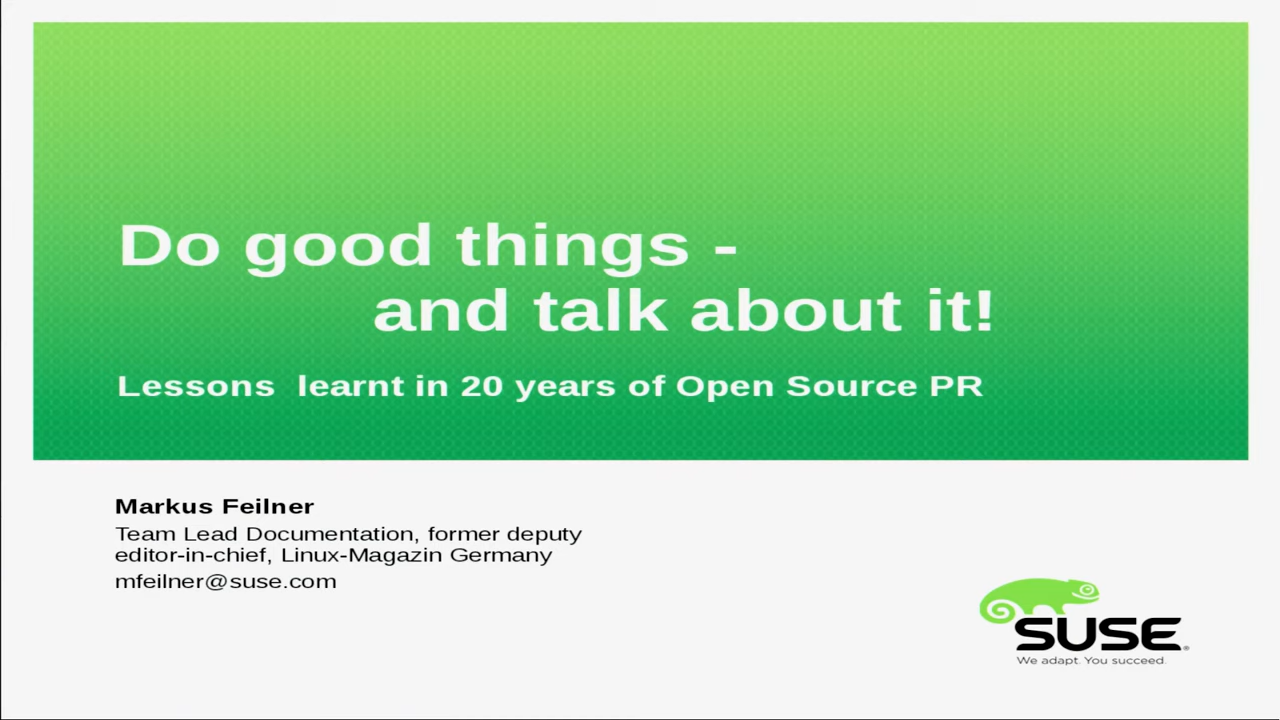 Do good things -
and talk about it!
Lessons learnt in 20 years of Open Source PR
Markus Feilner
Team Lead Documentation, former deputy
editor-in-chief, Linux-Magazin Germany
mfeilner@suse.com
SUSE®
We adapt. You succeed.